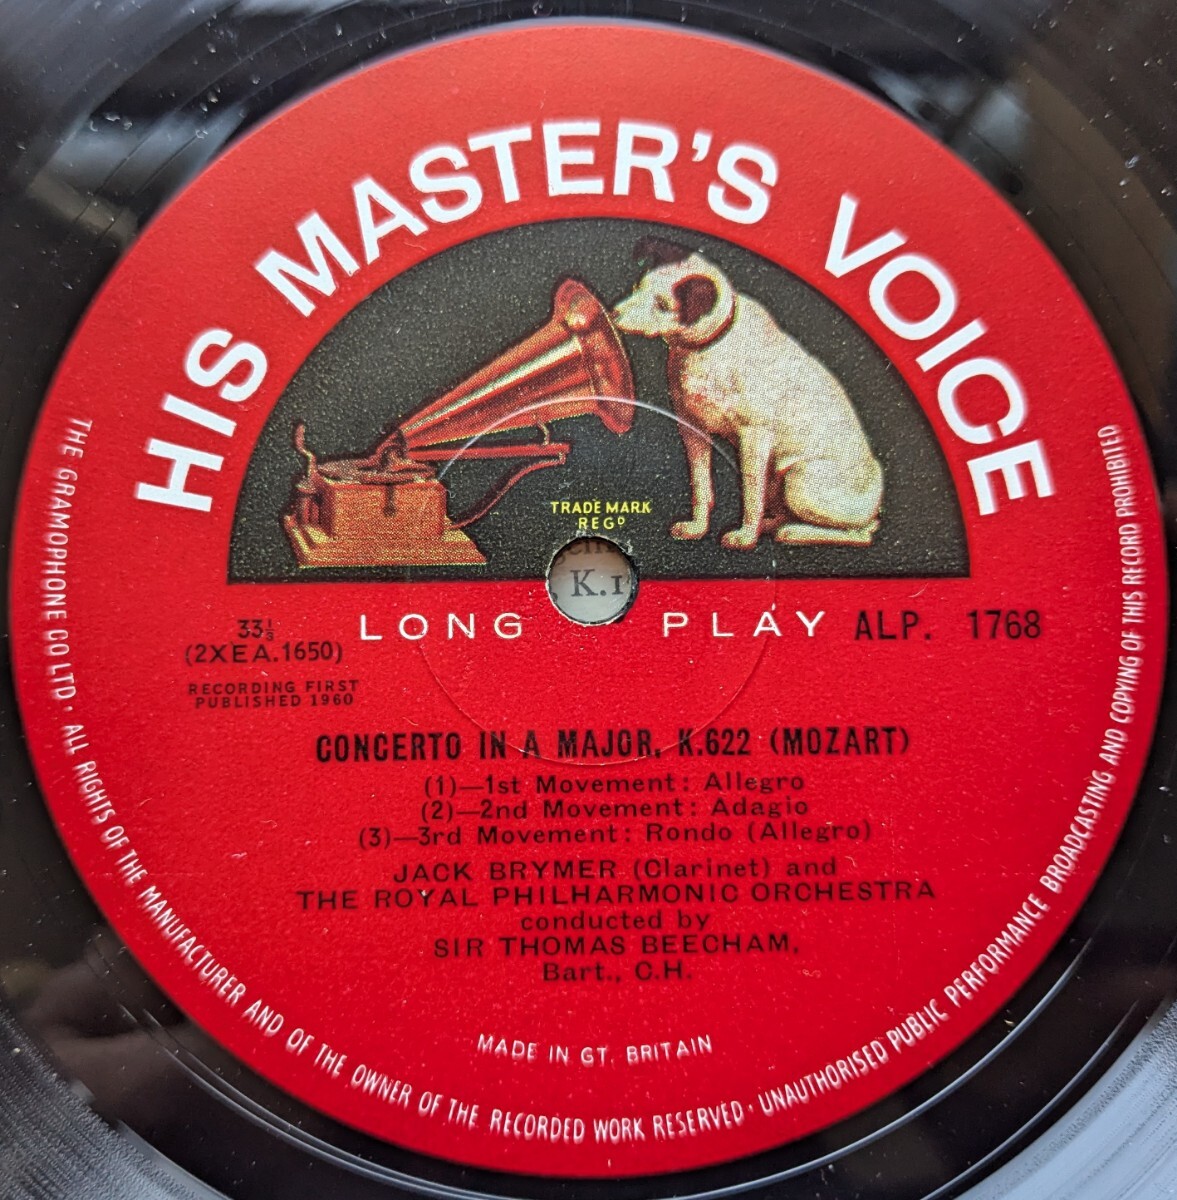 HIS MASTER'S VOICE
TRADE MARK
REGD
K.1
LONG PLAY
ALP. 1768
33⅓
(2XEA.1650)
RECORDING FIRST
PUBLISHED 1960
CONCERTO IN A MAJOR, K.622 (MOZART)
(1)—1st Movement: Allegro
(2)—2nd Movement: Adagio
(3)—3rd Movement: Rondo (Allegro)
JACK BRYMER (Clarinet) and
THE ROYAL PHILHARMONIC ORCHESTRA
conducted by
SIR THOMAS BEECHAM,
Bart., C.H.
MADE IN GT. BRITAIN
THE GRAMOPHONE CO LTD · ALL RIGHTS OF THE MANUFACTURER AND OF THE OWNER OF THE RECORDED WORK RESERVED · UNAUTHORISED PUBLIC PERFORMANCE BROADCASTING AND COPYING OF THIS RECORD PROHIBITED